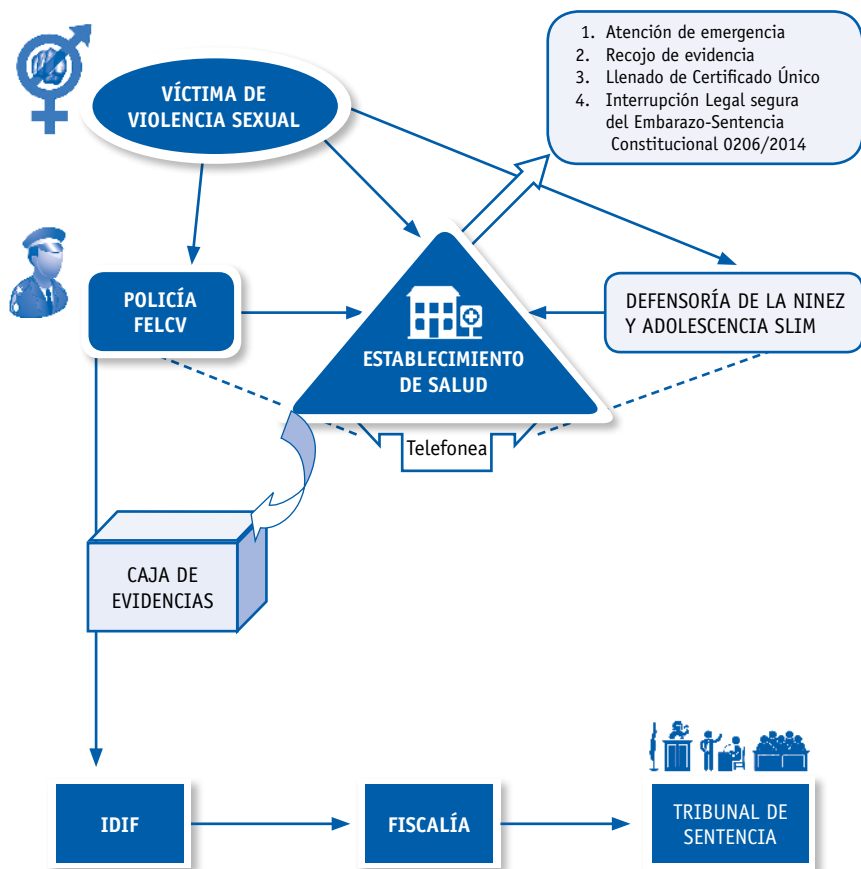 1. Atención de emergencia
2. Recojo de evidencia
3. Llenado de Certificado Único
4. Interrupción Legal segura
del Embarazo-Sentencia
Constitucional 0206/2014
VÍCTIMA DE
VIOLENCIA SEXUAL
POLICÍA
FELCV
ESTABLECIMIENTO
DE SALUD
DEFENSORÍA DE LA NINEZ
Y ADOLESCENCIA SLIM
Telefonea
CAJA DE
EVIDENCIAS
IDIF
FISCALÍA
TRIBUNAL DE
SENTENCIA